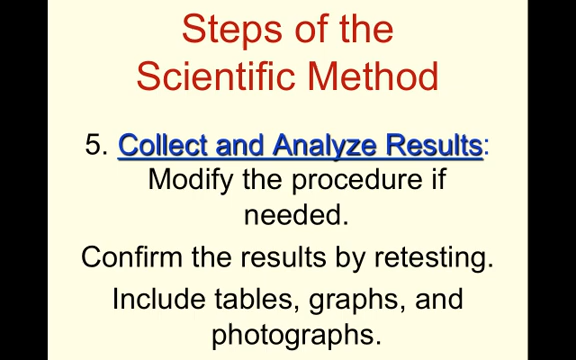 Steps of the
Scientific Method
5. Collect and Analyze Results:
Modify the procedure if
needed.
Confirm the results by retesting.
Include tables, graphs, and
photographs.